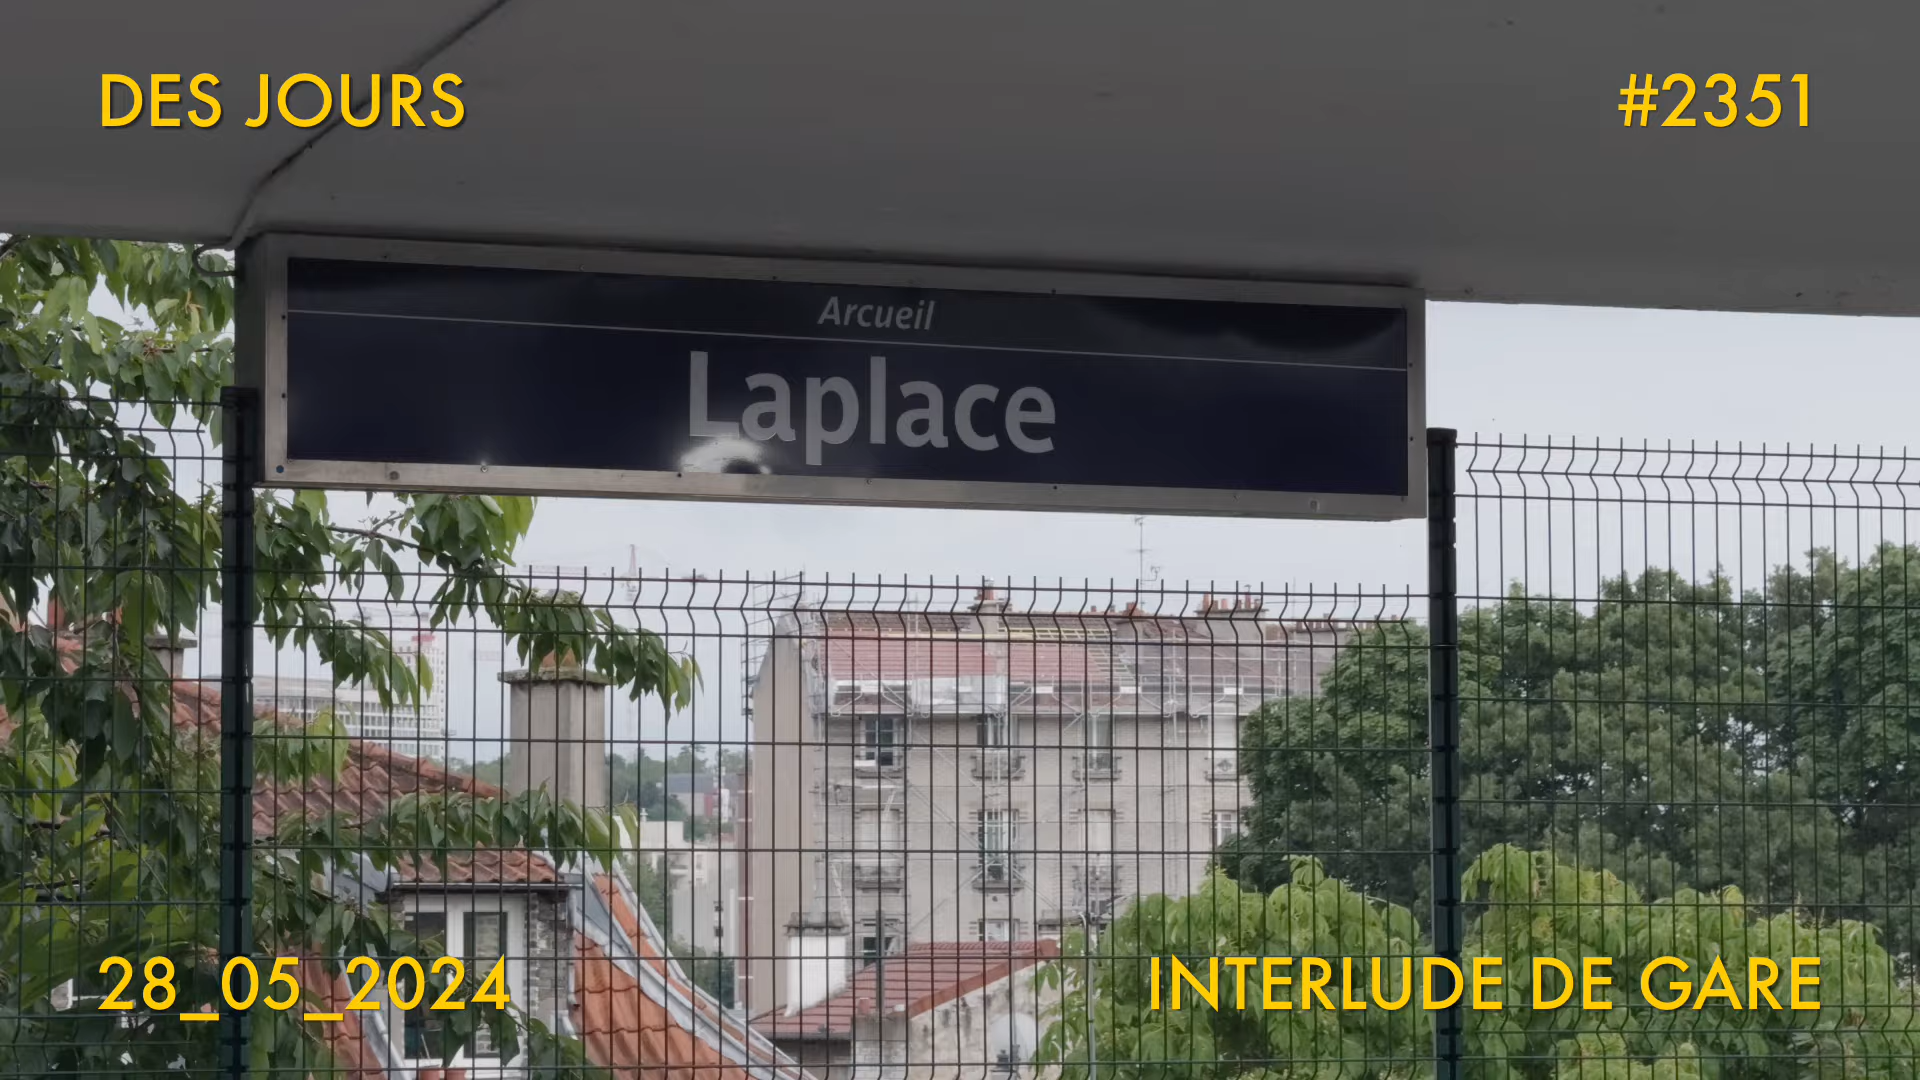 DES JOURS
#2351
Arcueil
Laplace
28_05_2024
INTERLUDE DE GARE